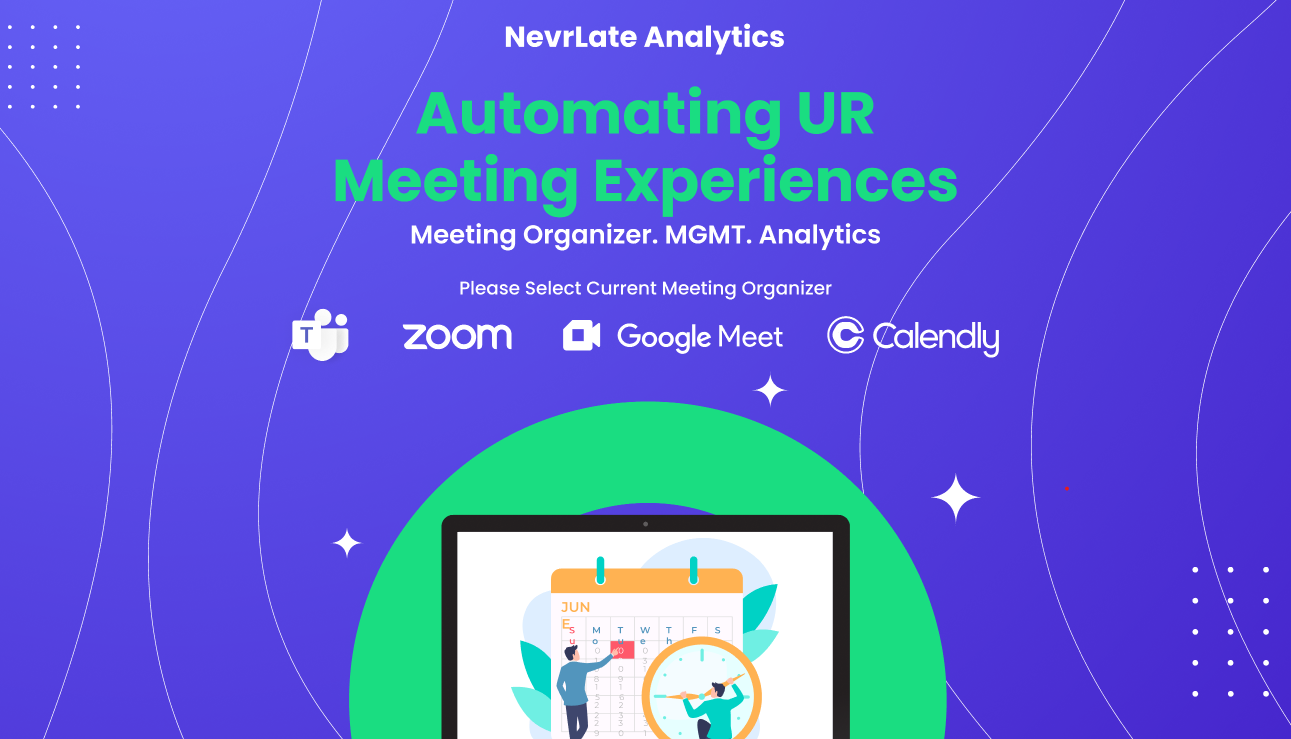 NevrLate Analytics
Automating UR
Meeting Experiences
Meeting Organizer. MGMT. Analytics
Please Select Current Meeting Organizer
T zoom Google Meet Calendly
JUN
E
S M T W T F S
u o u e h